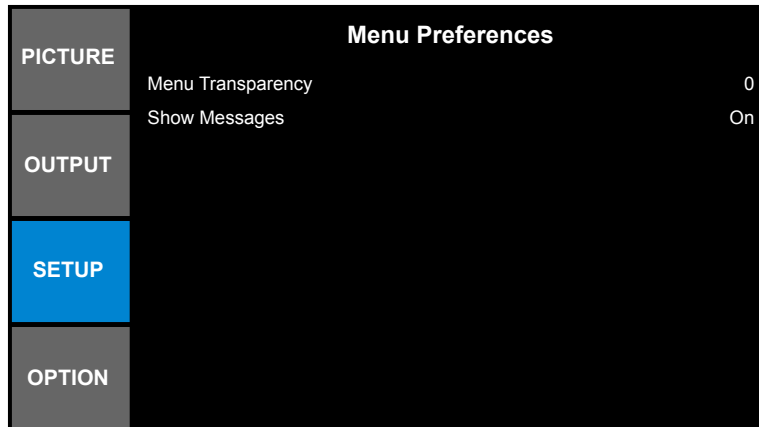 PICTURE
OUTPUT
SETUP
OPTION
Menu Preferences
Menu Transparency 0
Show Messages On